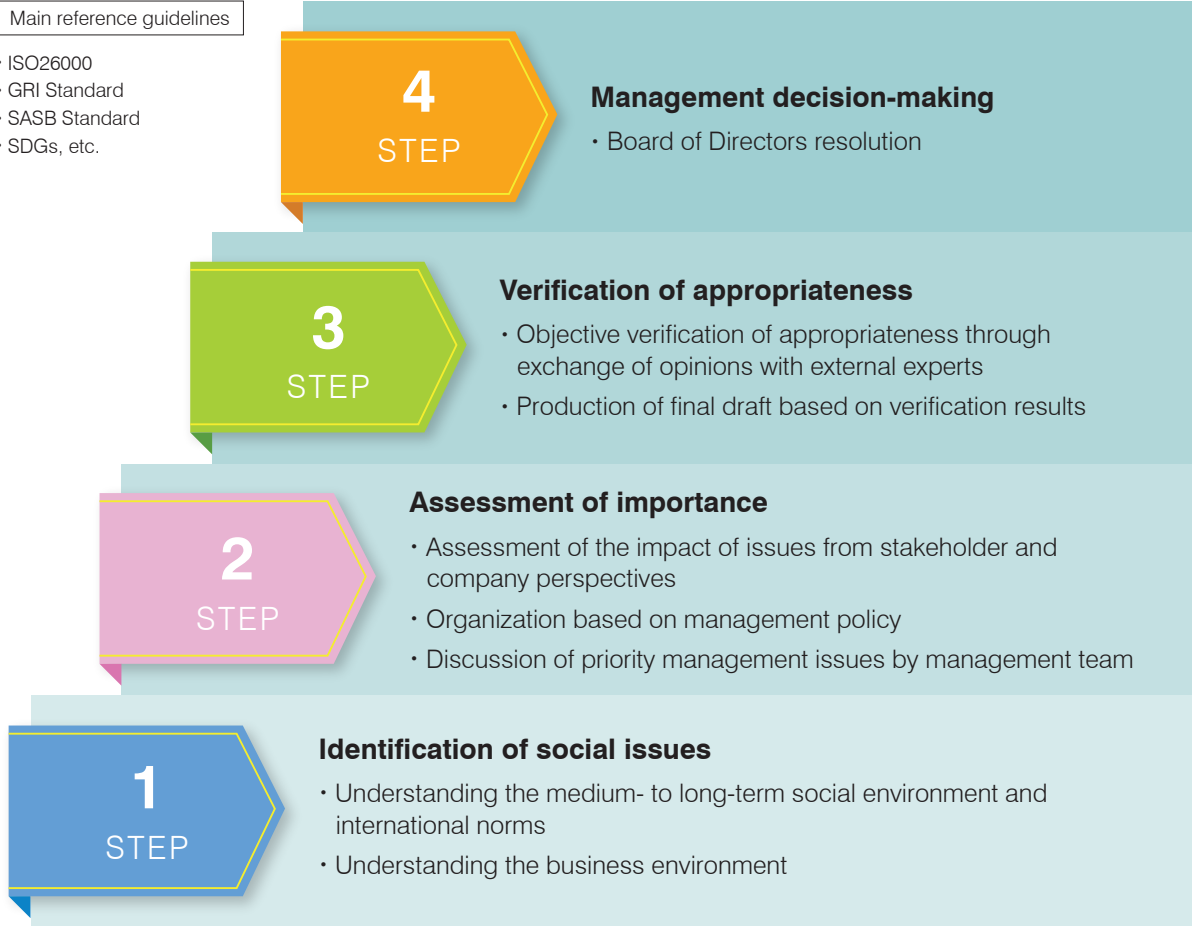 Main reference guidelines
・ISO26000
・GRI Standard
・SASB Standard
・SDGs, etc.
4
STEP
Management decision-making
・Board of Directors resolution
3
STEP
Verification of appropriateness
・Objective verification of appropriateness through
exchange of opinions with external experts
・Production of final draft based on verification results
2
STEP
Assessment of importance
・Assessment of the impact of issues from stakeholder and
company perspectives
・Organization based on management policy
・Discussion of priority management issues by management team
1
STEP
Identification of social issues
・Understanding the medium- to long-term social environment and
international norms
・Understanding the business environment